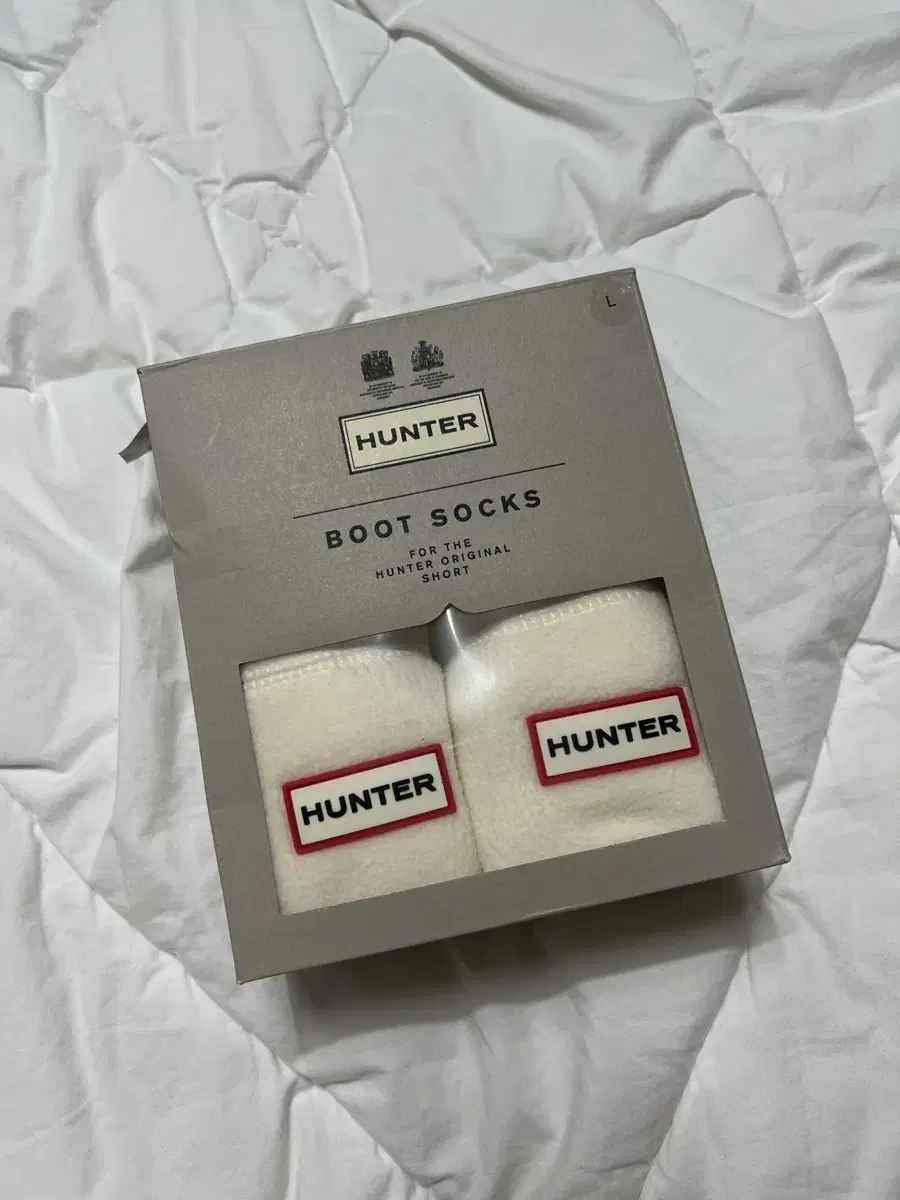 L
HUNTER
BOOT SOCKS
FOR THE
HUNTER ORIGINAL
SHORT
HUNTER
HUNTER